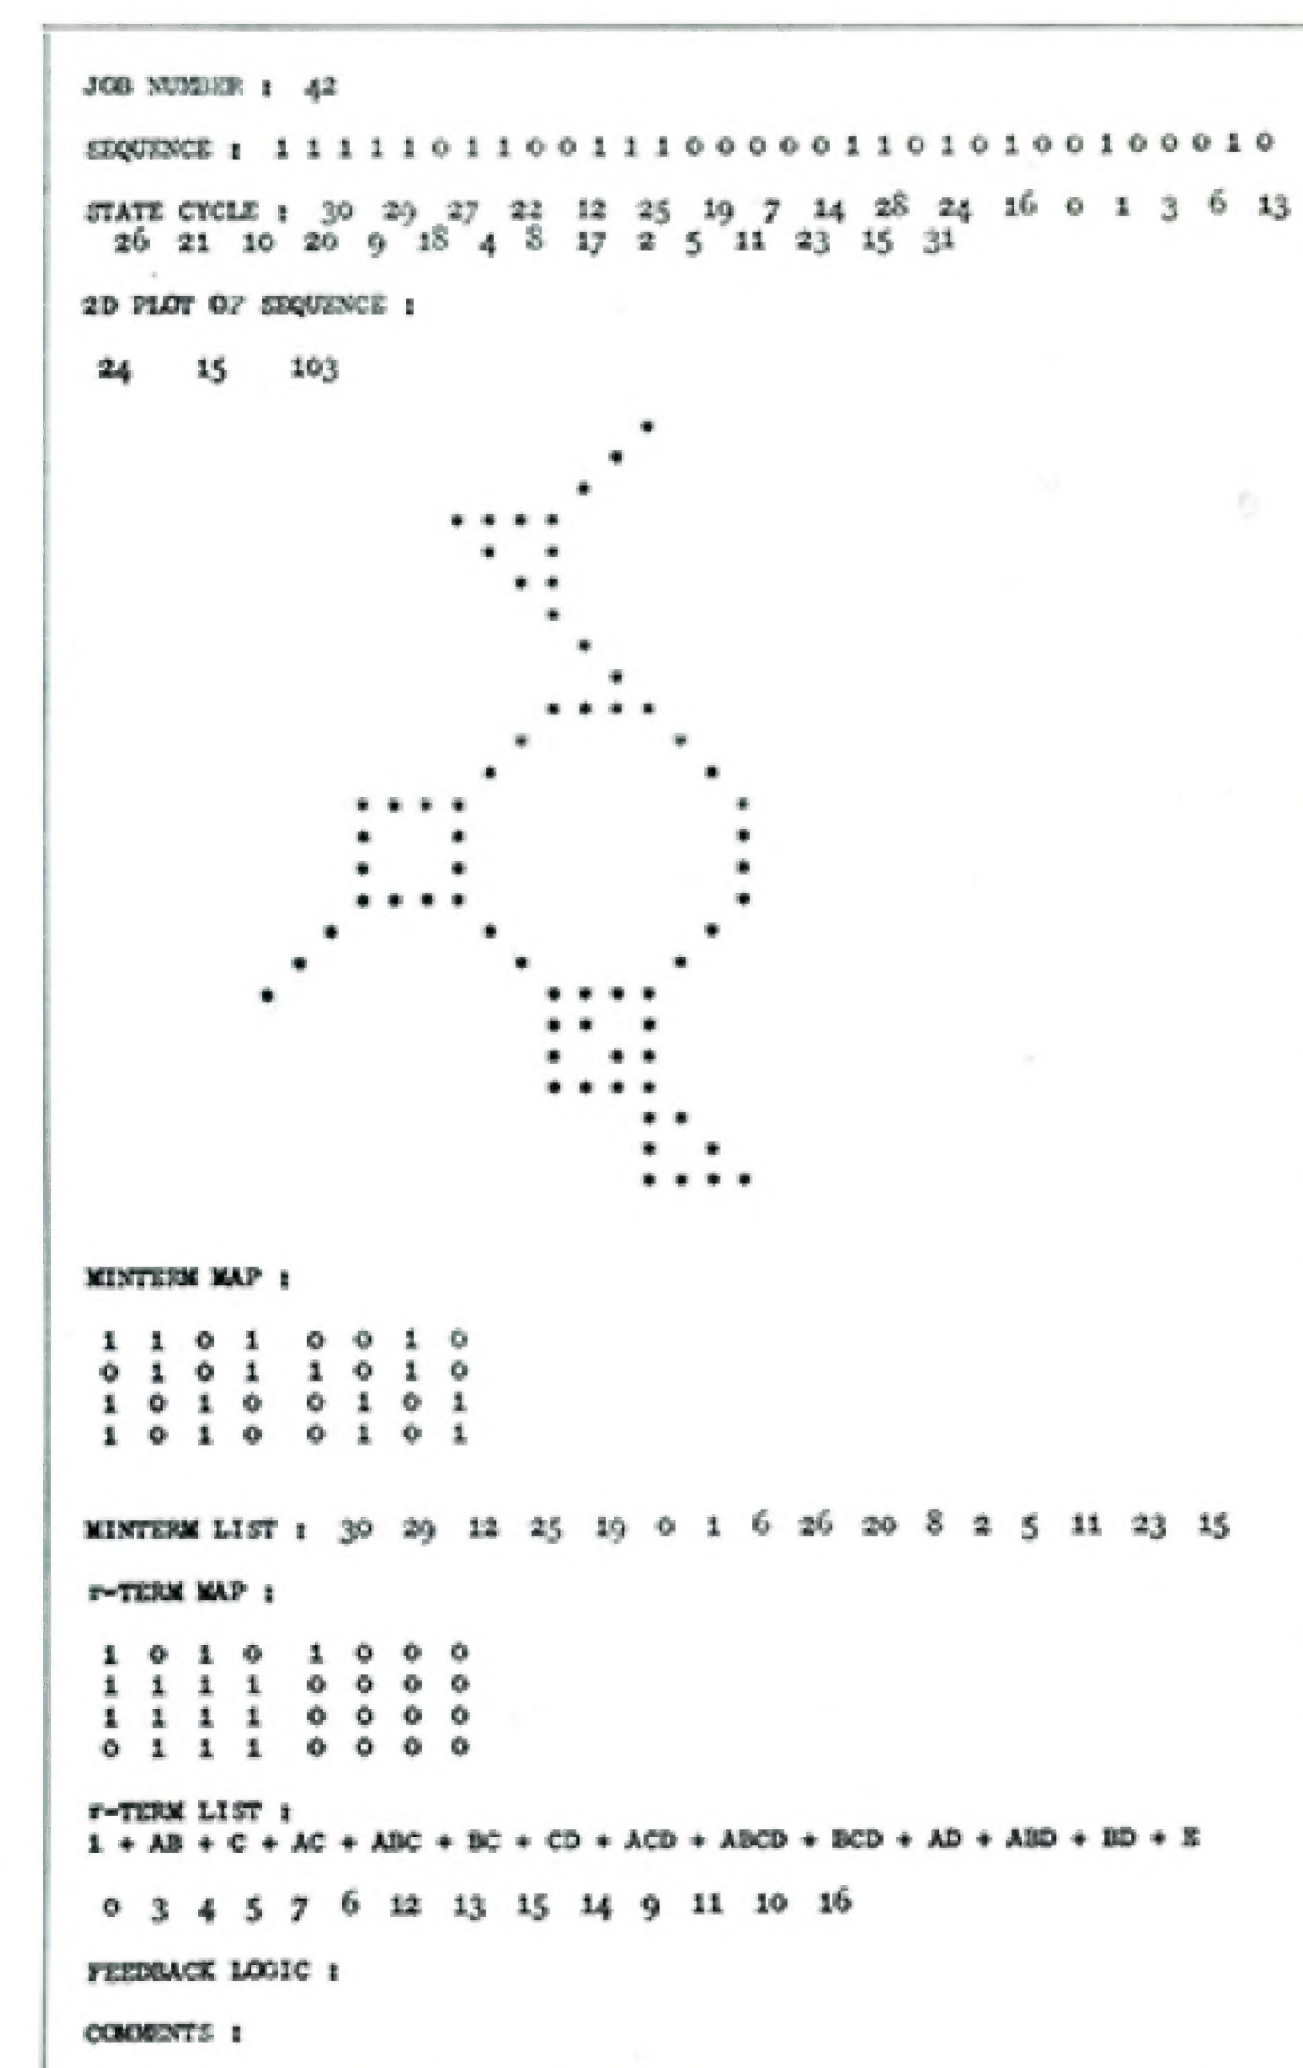 JOB NUMBER : 42
SEQUENCE : 1 1 1 1 1 0 1 1 0 0 1 1 1 0 0 0 0 0 1 1 0 1 0 1 0 0 1 0 0 0 1 0
STATE CYCLE : 30 29 27 22 12 25 19 7 14 28 24 16 0 1 3 6 13
26 21 10 20 9 18 4 8 17 2 5 11 23 15 31
2D PLOT OF SEQUENCE :
24 15 103
MINTERM MAP :
1 1 0 1 0 0 1 0
0 1 0 1 1 0 1 0
1 0 1 0 0 1 0 1
1 0 1 0 0 1 0 1
MINTERM LIST : 30 29 12 25 19 0 1 6 26 20 8 2 5 11 23 15
r-TERM MAP :
1 0 1 0 1 0 0 0
1 1 1 1 0 0 0 0
1 1 1 1 0 0 0 0
0 1 1 1 0 0 0 0
r-TERM LIST :
1 + AB + C + AC + ABC + BC + CD + ACD + ABCD + BCD + AD + ABD + BD + E
0 3 4 5 7 6 12 13 15 14 9 11 10 16
FEEDBACK LOGIC :
COMMENTS :